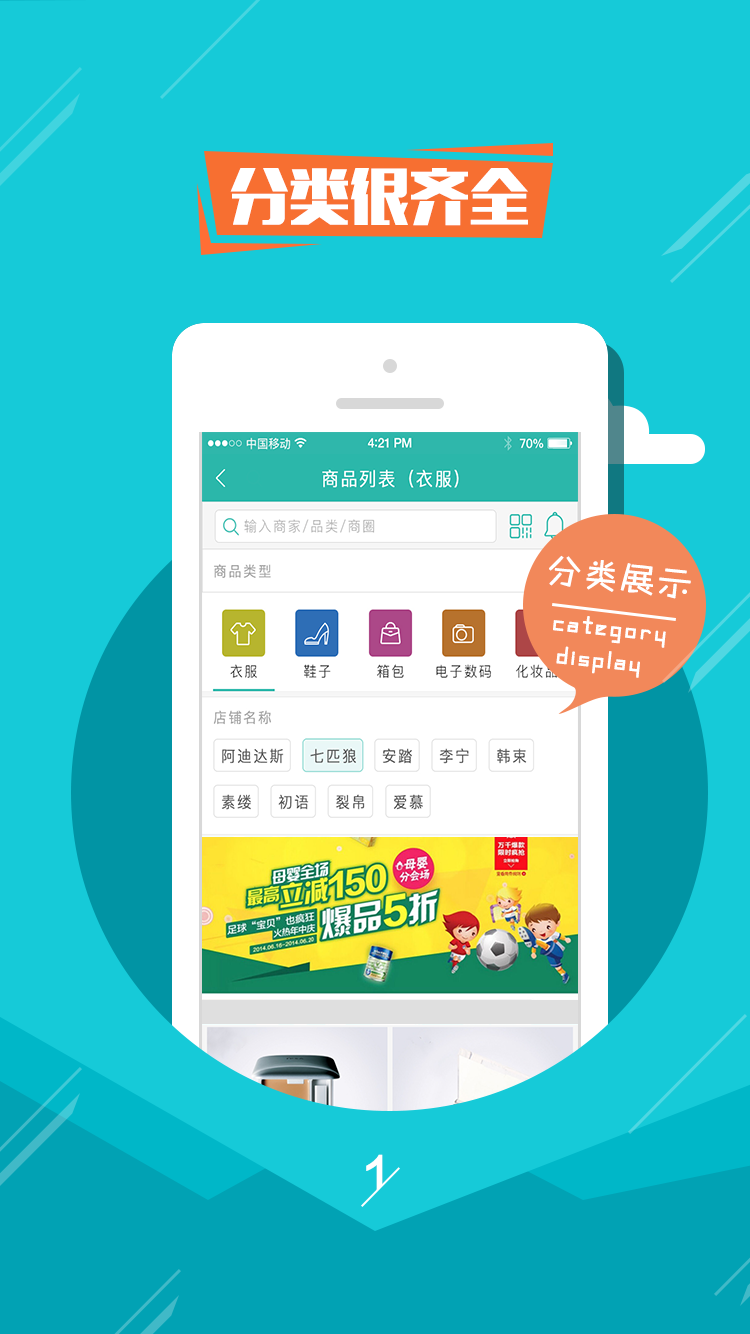 分类很齐全
中国移动 4:21 PM 70%
商品列表（衣服）
输入商家/品类/商圈
商品类型
分类展示
category
display
衣服 鞋子 箱包 电子数码 化妆品
店铺名称
阿迪达斯 七匹狼 安踏 李宁 韩束
素缕 初语 裂帛 爱慕
母婴全场
最高立减150
母婴
分会场
爆品5折
足球“宝贝”也疯狂
火热年中庆
2014.06.16-2014.06.20
万千爆款
限时疯抢
1